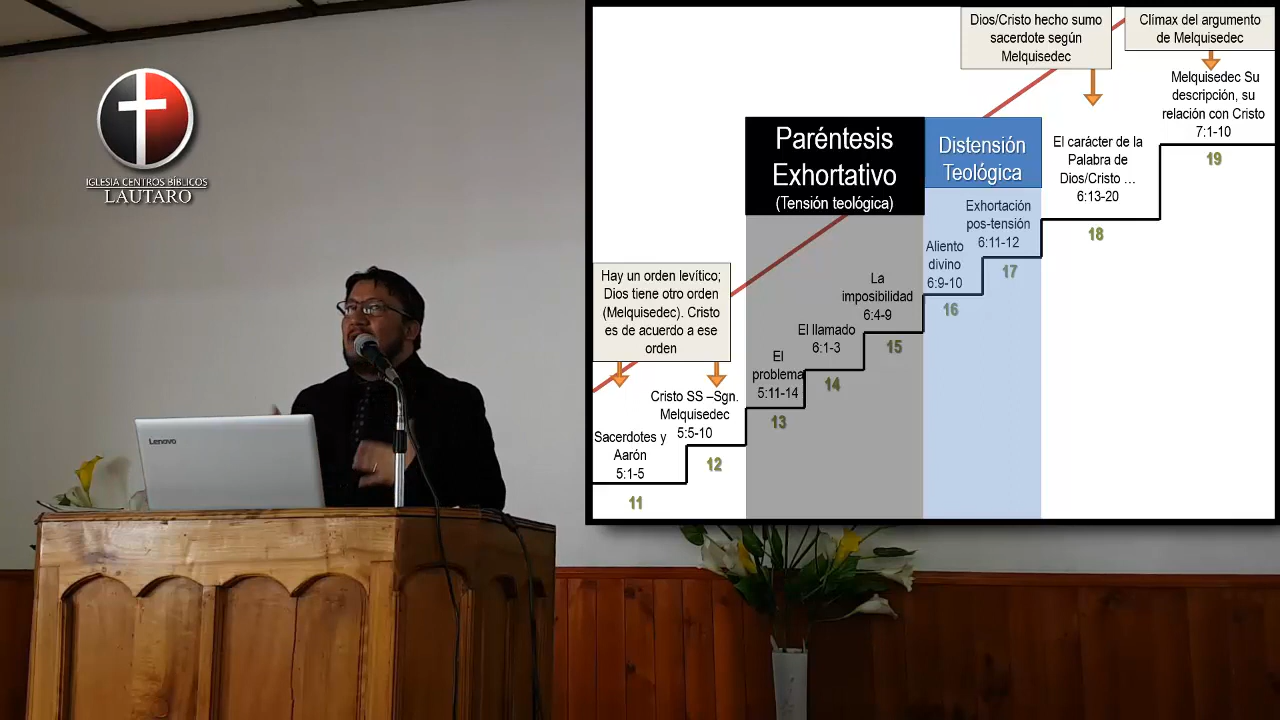 IGLESIA CENTROS BÍBLICOS
LAUTARO
Lenovo
Dios/Cristo hecho sumo
sacerdote según
Melquisedec
Clímax del argumento
de Melquisedec
Melquisedec Su
descripción, su
relación con Cristo
7:1-10
19
Paréntesis
Exhortativo
(Tensión teológica)
Distensión
Teológica
El carácter de la
Palabra de
Dios/Cristo ...
6:13-20
18
Exhortación
pos-tensión
6:11-12
17
Aliento
divino
6:9-10
16
La
imposibilidad
6:4-9
15
El llamado
6:1-3
14
El
problema
5:11-14
13
Hay un orden levítico;
Dios tiene otro orden
(Melquisedec). Cristo
es de acuerdo a ese
orden
Cristo SS –Sgn.
Melquisedec
5:5-10
12
Sacerdotes y
Aarón
5:1-5
11